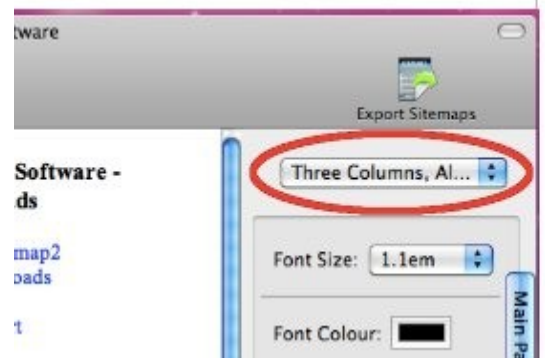 tware
Export Sitemaps
Software -
ds
map2
oads
t
Three Columns, Al...
Font Size: 1.1em
Font Colour:
Main Pa